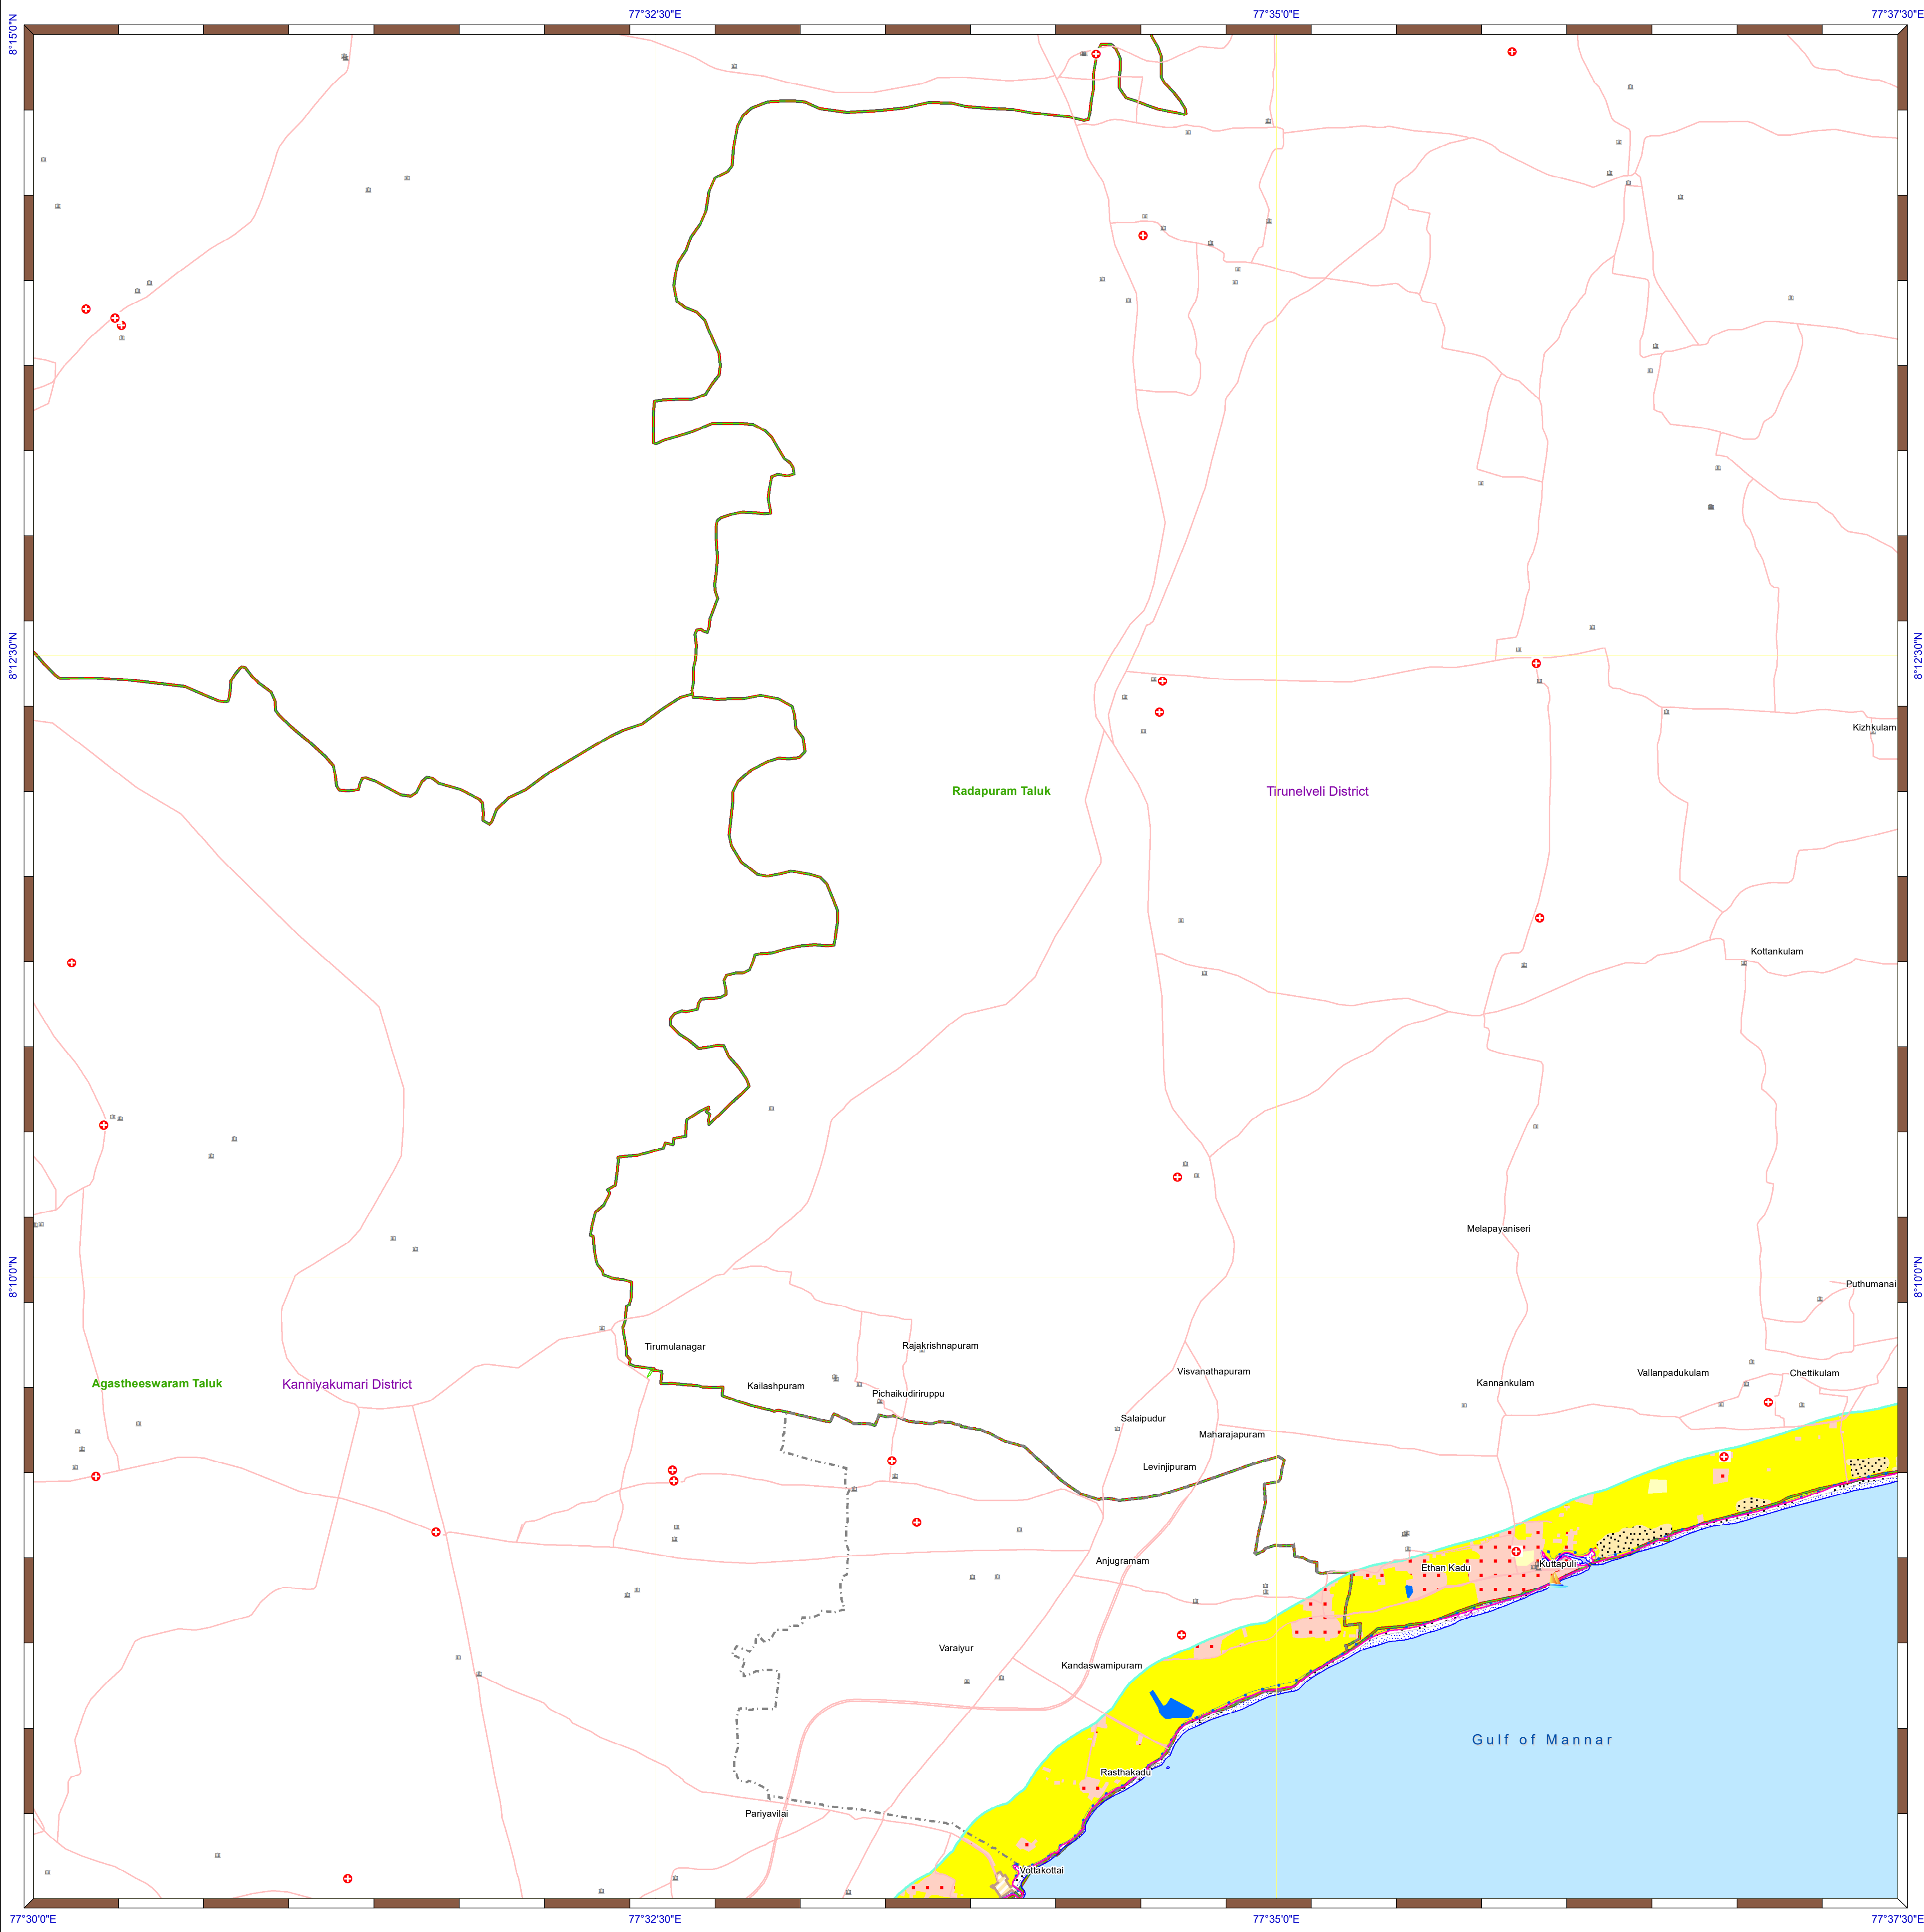 77°32'30"E
77°35'0"E
77°37'30"E
8°15'0"N
8°12'30"N
8°12'30"N
Kizhkulam
Radapuram Taluk
Tirunelveli District
Kottankulam
Melapayaniseri
8°10'0"N
8°10'0"N
Puthumanai
Tirumulanagar
Rajakrishnapuram
Visvanathapuram
Vallanpadukulam
Chettikulam
Agastheeswaram Taluk
Kanniyakumari District
Kailashpuram
Kannankulam
Pichaikudiriruppu
Salaipudur
Maharajapuram
Levinjipuram
Anjugramam
Ethan Kadu
Kuttapuli
Varaiyur
Kandaswamipuram
Gulf of Mannar
Rasthakadu
Pariyavilai
Vottakottai
77°30'0"E
77°32'30"E
77°35'0"E
77°37'30"E